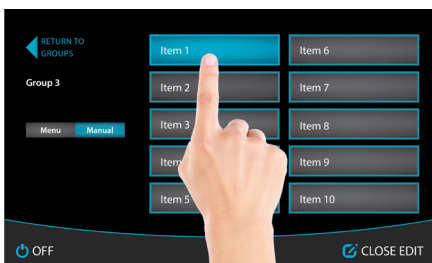 RETURN TO
GROUPS
Group 3
Menu
Manual
Item 1
Item 2
Item 3
Item 5
Item 6
Item 7
Item 8
Item 9
Item 10
OFF
CLOSE EDIT